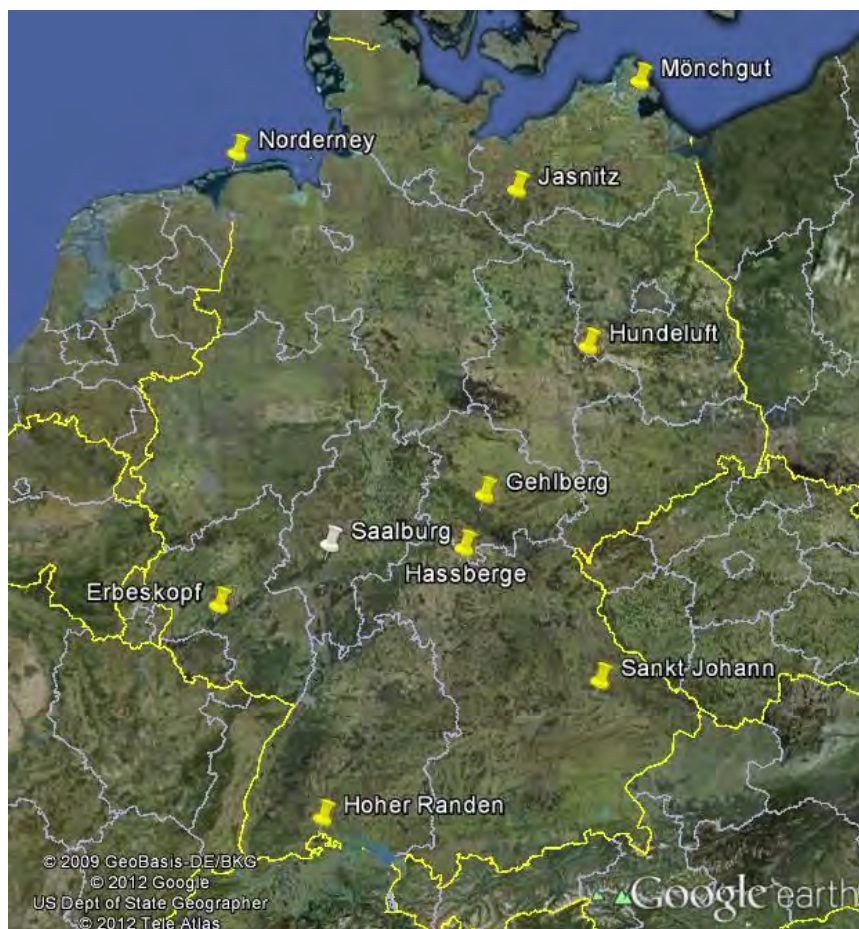 Mönchgut
Norderney
Jasnitz
Hundeluft
Gehlberg
Saalburg
Hassberge
Erbeskopf
Sankt Johann
Hoher Randen
© 2009 GeoBasis-DE/BKG
© 2012 Google
US Dept of State Geographer
© 2012 Tele Atlas
Google earth